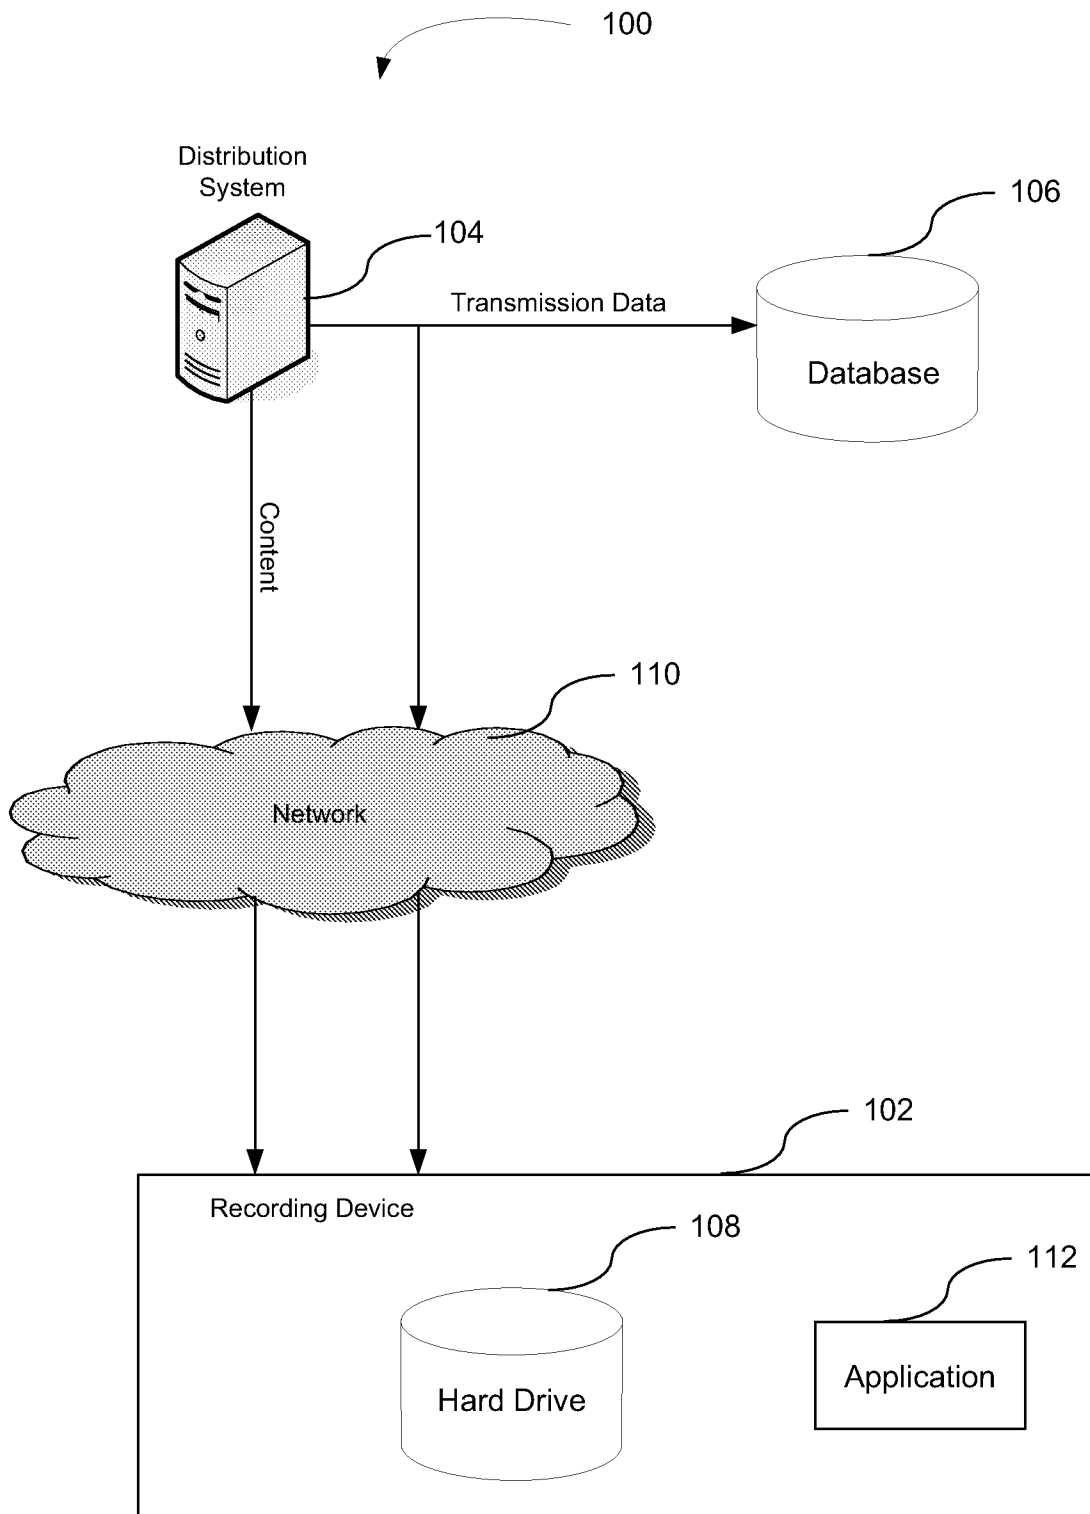 100
Distribution
System
104
106
Transmission Data
Database
Content
110
Network
102
Recording Device
108
112
Hard Drive
Application